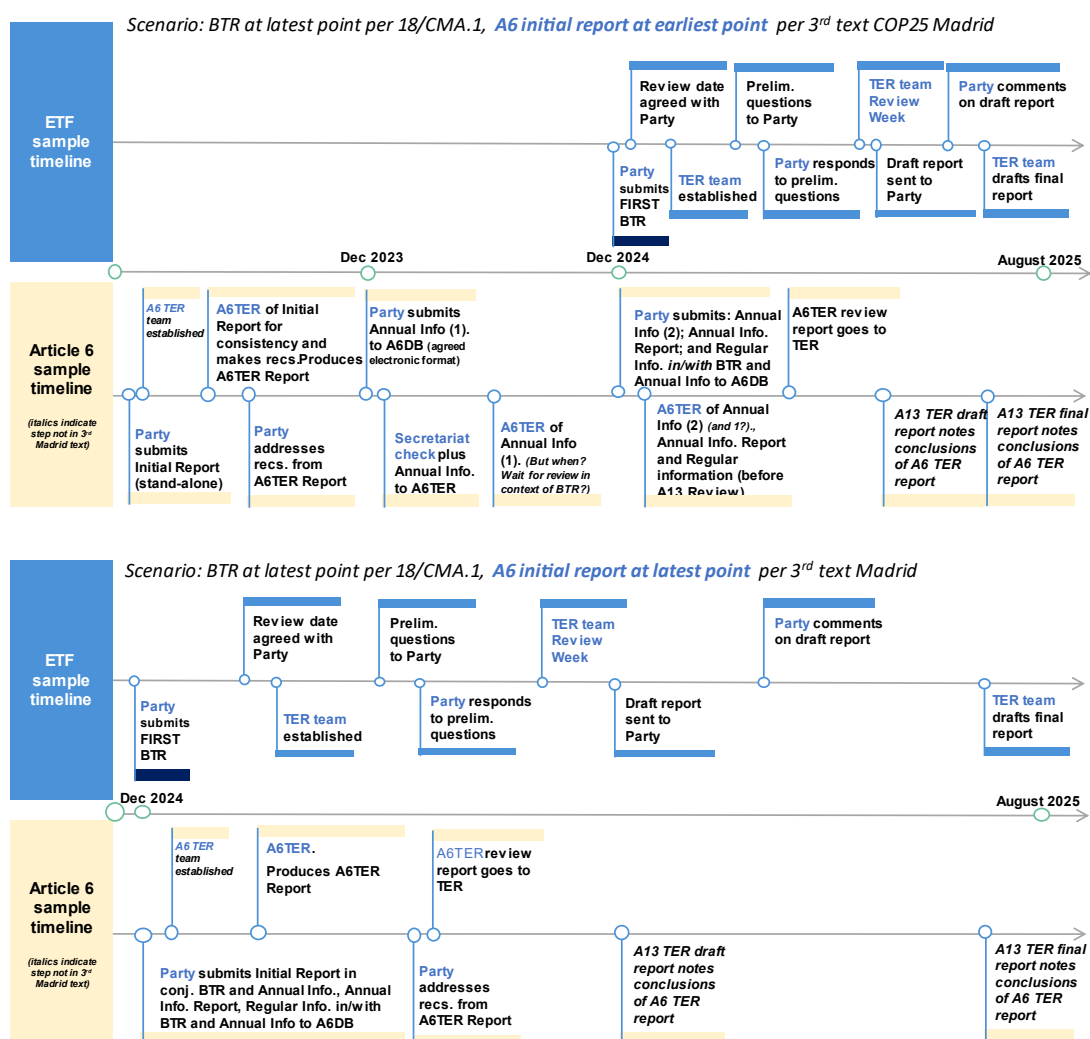 Scenario: BTR at latest point per 18/CMA.1, A6 initial report at earliest point per 3rd text COP25 Madrid
ETF
sample
timeline
Review date
agreed with
Party
Prelim.
questions
to Party
TER team
Review
Week
Party comments
on draft report
Party
submits
FIRST
BTR
TER team
established
Party responds
to prelim.
questions
Draft report
sent to
Party
TER team
drafts final
report
Dec 2023
Dec 2024
August 2025
Article 6
sample
timeline
(italics indicate
step not in 3rd
Madrid text)
A6 TER
team
established
A6TER of Initial
Report for
consistency and
makes recs.Produces
A6TER Report
Party submits
Annual Info (1).
to A6DB (agreed
electronic format)
Party submits: Annual
Info (2); Annual Info.
Report; and Regular
Info. in/with BTR and
Annual Info to A6DB
A6TER review
report goes to
TER
Party
submits
Initial Report
(stand-alone)
Party
addresses
recs. from
A6TER Report
Secretariat
check plus
Annual Info.
to A6TER
A6TER of
Annual Info
(1). (But when?
Wait for review in
context of BTR?)
A6TER of Annual
Info (2) (and 1?).,
Annual Info. Report
and Regular
information (before
A13 Review)
A13 TER draft
report notes
conclusions
of A6 TER
report
A13 TER final
report notes
conclusions
of A6 TER
report
Scenario: BTR at latest point per 18/CMA.1, A6 initial report at latest point per 3rd text Madrid
ETF
sample
timeline
Review date
agreed with
Party
Prelim.
questions
to Party
TER team
Review
Week
Party comments
on draft report
Party
submits
FIRST
BTR
TER team
established
Party responds
to prelim.
questions
Draft report
sent to
Party
TER team
drafts final
report
Dec 2024
August 2025
Article 6
sample
timeline
(italics indicate
step not in 3rd
Madrid text)
A6 TER
team
established
A6TER.
Produces A6TER
Report
A6TER review
report goes to
TER
Party submits Initial Report in
conj. BTR and Annual Info., Annual
Info. Report, Regular Info. in/with
BTR and Annual Info to A6DB
Party
addresses
recs. from
A6TER Report
A13 TER draft
report notes
conclusions
of A6 TER
report
A13 TER final
report notes
conclusions
of A6 TER
report